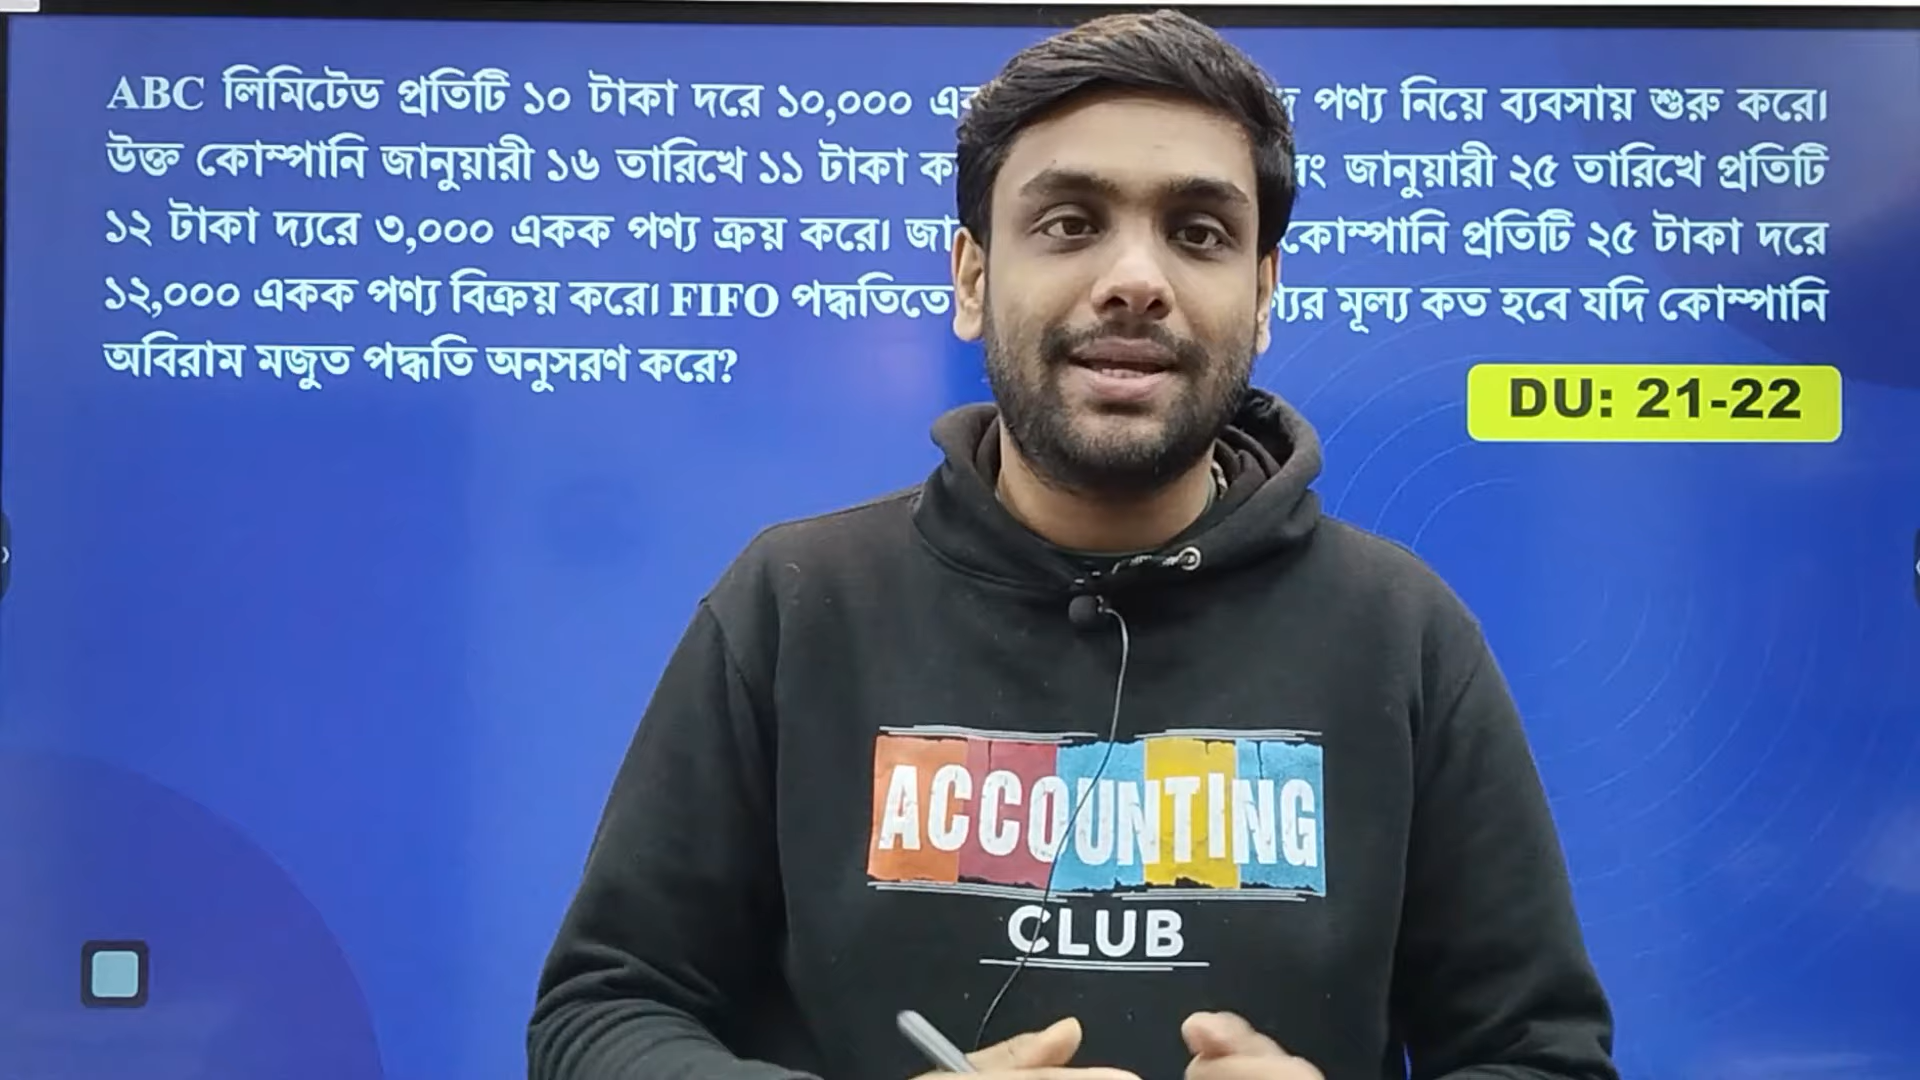 ABC লিমিটেড প্রতিটি ১০ টাকা দরে ১০,০০০ পণ্য নিয়ে ব্যবসায় শুরু করে।
উক্ত কোম্পানি জানুয়ারী ১৬ তারিখে ১১ টাকা জানুয়ারী ২৫ তারিখে প্রতিটি
১২ টাকা দ্যরে ৩,০০০ একক পণ্য ক্রয় করে। কোম্পানি প্রতিটি ২৫ টাকা দরে
১২,০০০ একক পণ্য বিক্রয় করে। FIFO পদ্ধতিতে মূল্য কত হবে যদি কোম্পানি
অবিরাম মজুত পদ্ধতি অনুসরণ করে?
DU: 21-22
ACCOUNTING
CLUB